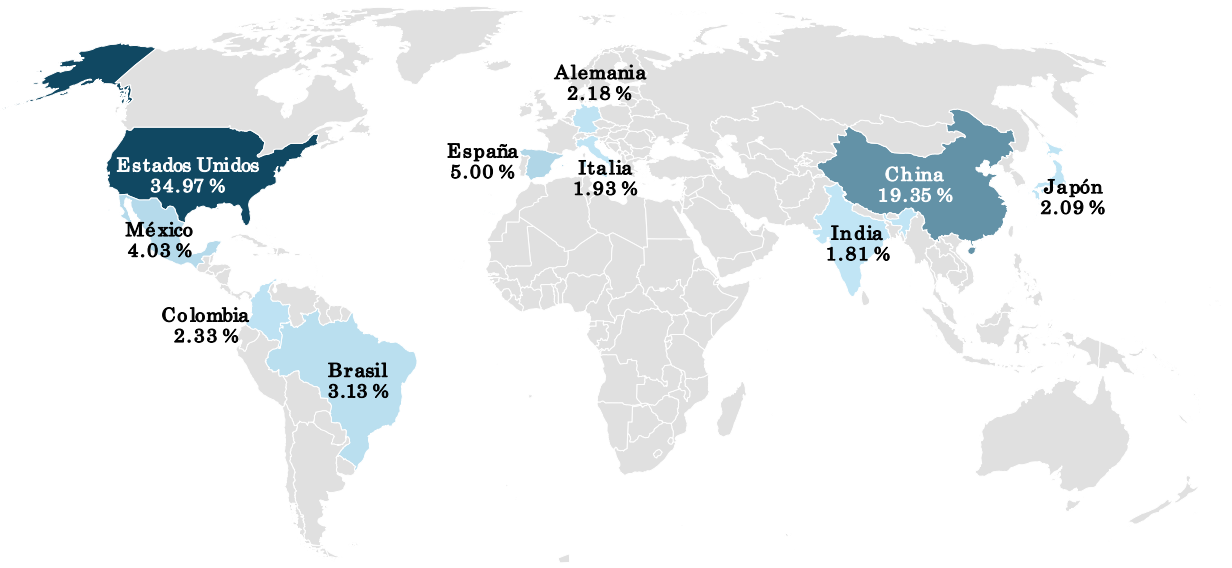 Alemania
2.18 %
España
5.00 %
Italia
1.93 %
Estados Unidos
34.97 %
China
19.35 %
Japón
2.09 %
México
4.03 %
India
1.81 %
Colombia
2.33 %
Brasil
3.13 %